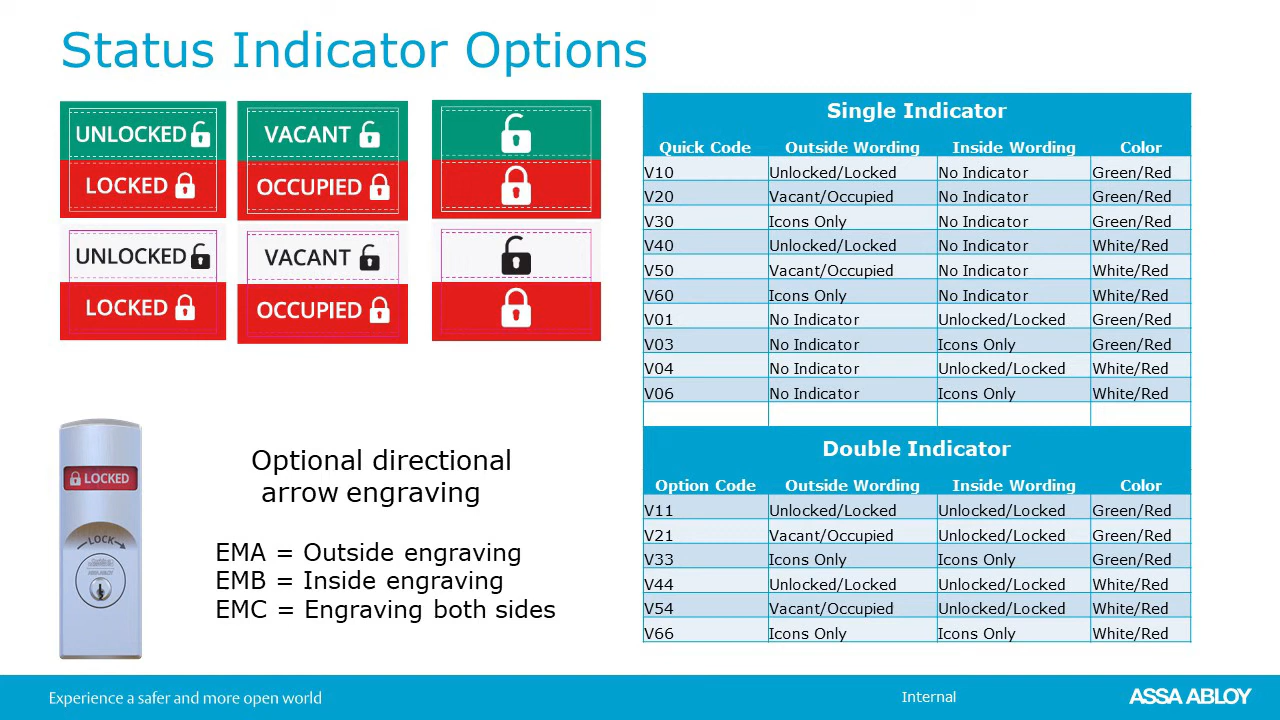 Status Indicator Options
UNLOCKED
LOCKED
VACANT
OCCUPIED
UNLOCKED
LOCKED
VACANT
OCCUPIED
LOCKED
LOCK
ASSA ABLOY
Optional directional
arrow engraving
EMA = Outside engraving
EMB = Inside engraving
EMC = Engraving both sides
Single Indicator
Quick Code Outside Wording Inside Wording Color
V10 Unlocked/Locked No Indicator Green/Red
V20 Vacant/Occupied No Indicator Green/Red
V30 Icons Only No Indicator Green/Red
V40 Unlocked/Locked No Indicator White/Red
V50 Vacant/Occupied No Indicator White/Red
V60 Icons Only No Indicator White/Red
V01 No Indicator Unlocked/Locked Green/Red
V03 No Indicator Icons Only Green/Red
V04 No Indicator Unlocked/Locked White/Red
V06 No Indicator Icons Only White/Red
Double Indicator
Option Code Outside Wording Inside Wording Color
V11 Unlocked/Locked Unlocked/Locked Green/Red
V21 Vacant/Occupied Unlocked/Locked Green/Red
V33 Icons Only Icons Only Green/Red
V44 Unlocked/Locked Unlocked/Locked White/Red
V54 Vacant/Occupied Unlocked/Locked White/Red
V66 Icons Only Icons Only White/Red
Experience a safer and more open world
Internal
ASSA ABLOY